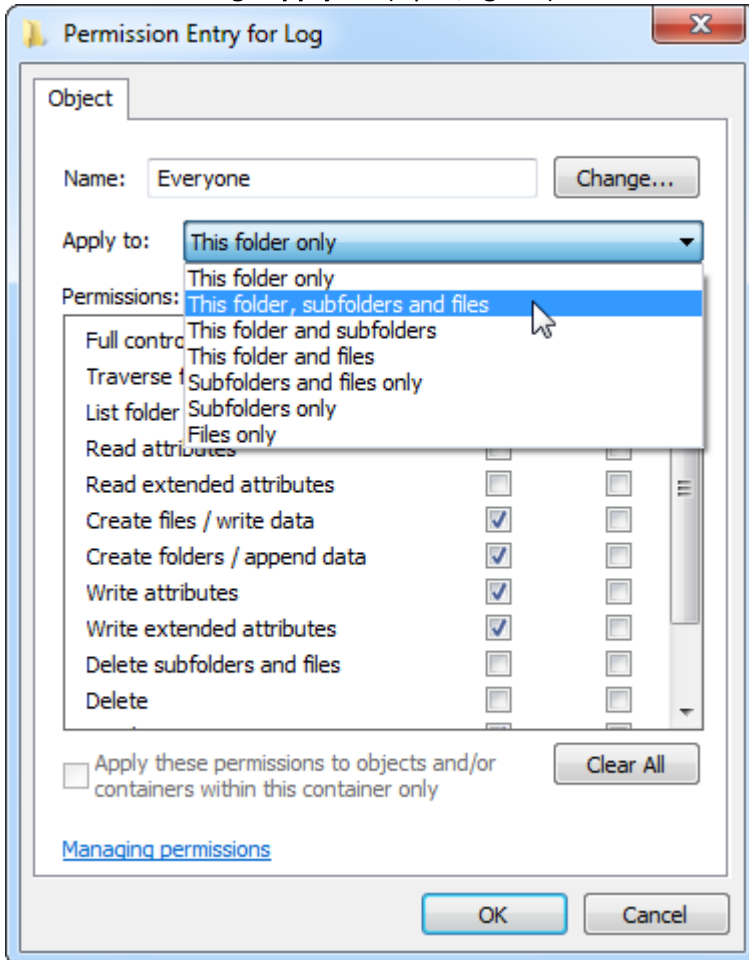 Permission Entry for Log
Object
Name: Everyone Change...
Apply to: This folder only
This folder only
Permissions: This folder, subfolders and files
Full contro This folder and subfolders
This folder and files
Traverse
Subfolders and files only
List folder Subfolders only
Files only
Read attributes
Read extended attributes
Create files / write data
Create folders / append data
Write attributes
Write extended attributes
Delete subfolders and files
Delete
Apply these permissions to objects and/or
containers within this container only
Clear All
Managing permissions
OK Cancel